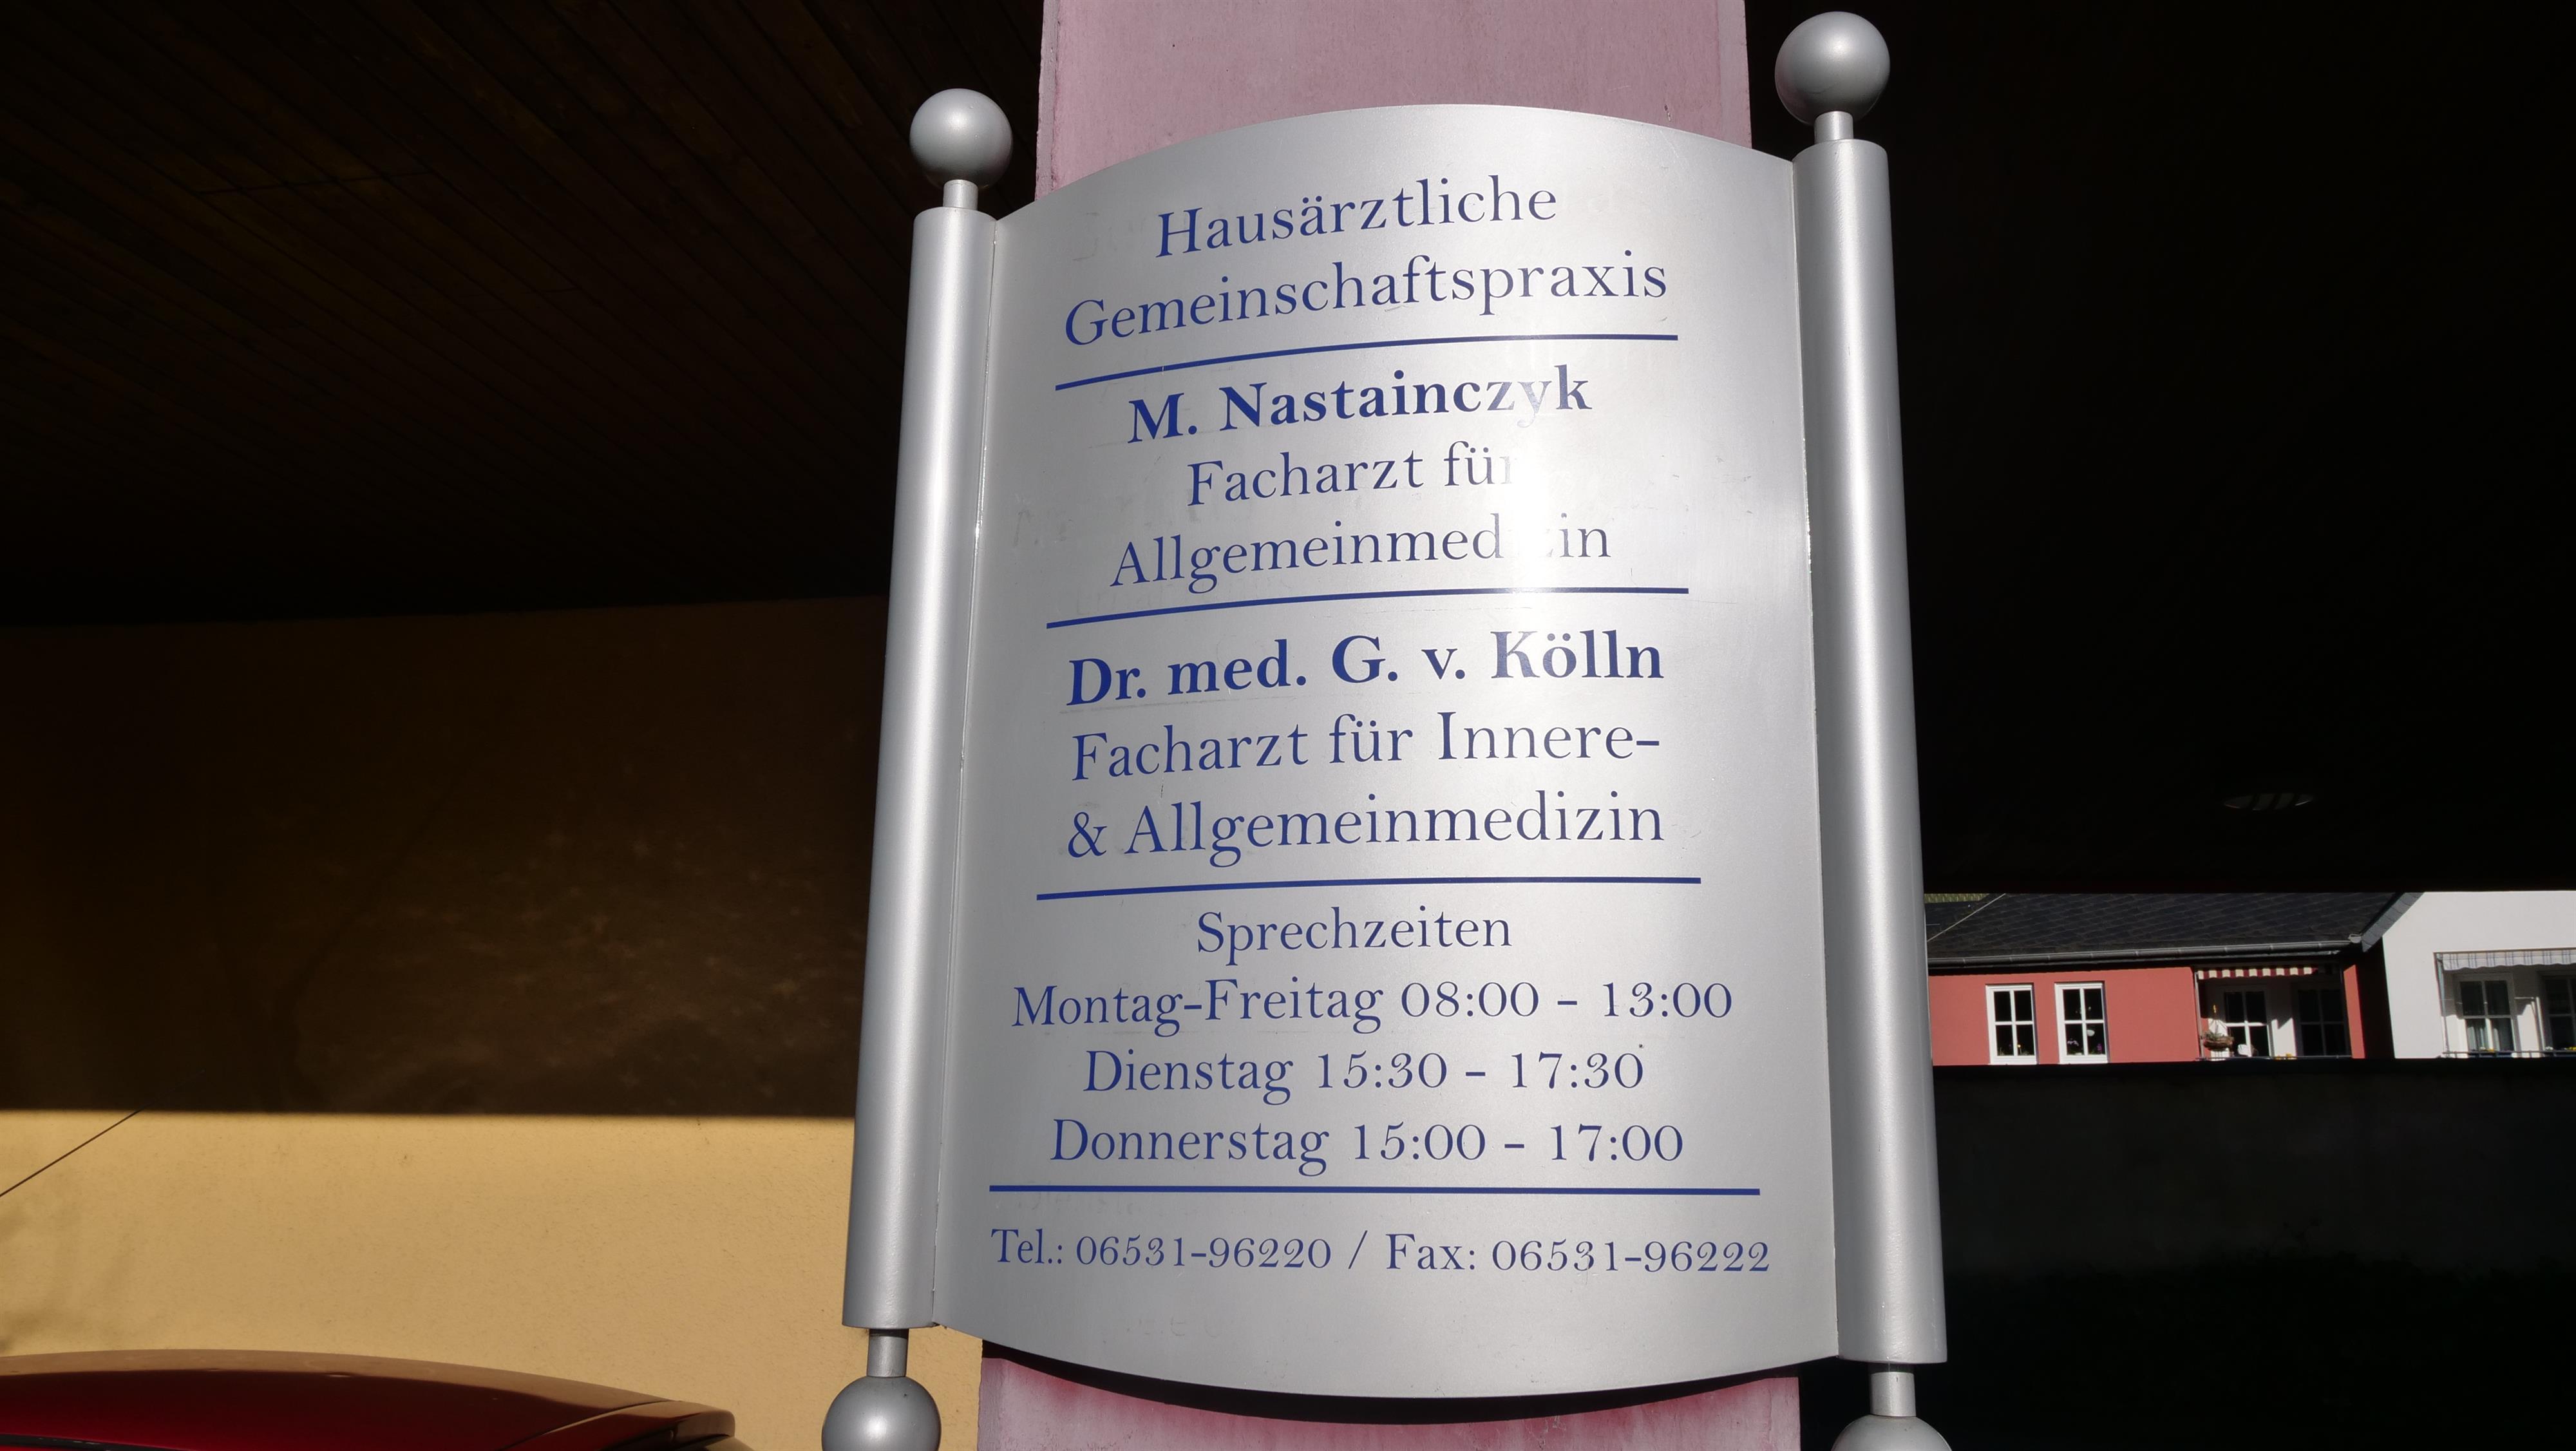 Hausärztliche
Gemeinschaftspraxis
M. Nastainczyk
Facharzt für
Allgemeinmedizin
Dr. med. G. v. Kölln
Facharzt für Innere-
& Allgemeinmedizin
Sprechzeiten
Montag-Freitag 08:00 - 13:00
Dienstag 15:30 - 17:30
Donnerstag 15:00 - 17:00
Tel.: 06531-96220 / Fax: 06531-96222